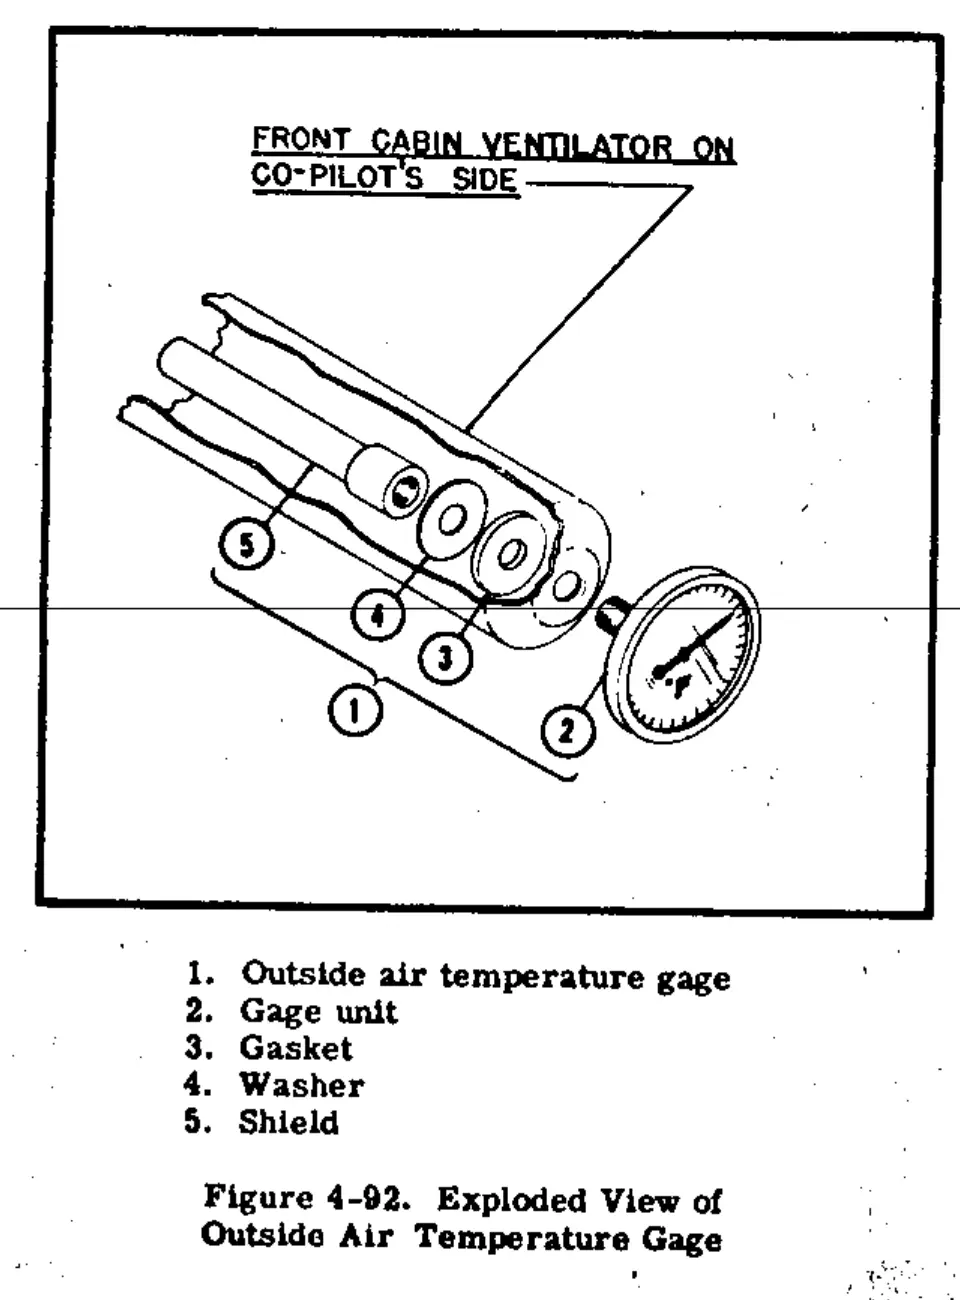 FRONT CABIN VENTILATOR ON
CO-PILOT'S SIDE
5
4
3
1
2
°F
1. Outside air temperature gage
2. Gage unit
3. Gasket
4. Washer
5. Shield
Figure 4-92. Exploded View of
Outside Air Temperature Gage